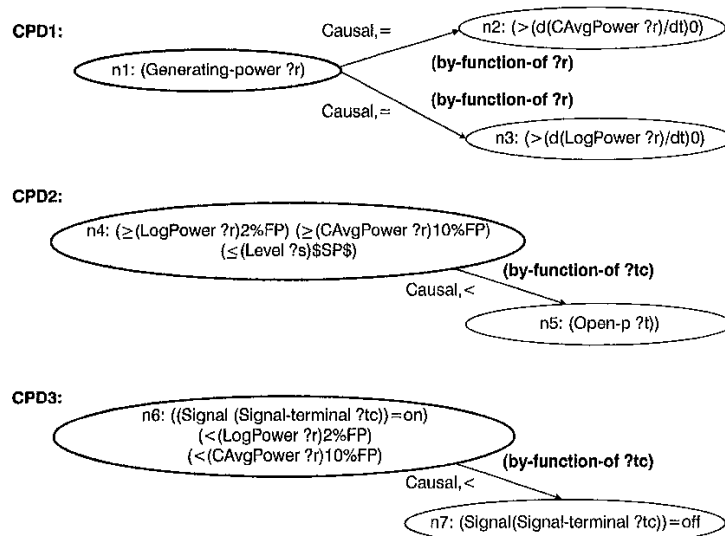 CPD1:
Causal,=
n2: (>(d(CAvgPower ?r)/dt)0)
n1: (Generating-power ?r)
(by-function-of ?r)
(by-function-of ?r)
Causal,=
n3: (>(d(LogPower ?r)/dt)0)
CPD2:
n4: (≥(LogPower ?r)2%FP) (≥(CAvgPower ?r)10%FP)
(≤(Level ?s)$SP$)
(by-function-of ?tc)
Causal,<
n5: (Open-p ?t))
CPD3:
n6: ((Signal (Signal-terminal ?tc))=on)
(<(LogPower ?r)2%FP)
(<(CAvgPower ?r)10%FP)
(by-function-of ?tc)
Causal,<
n7: (Signal(Signal-terminal ?tc))=off